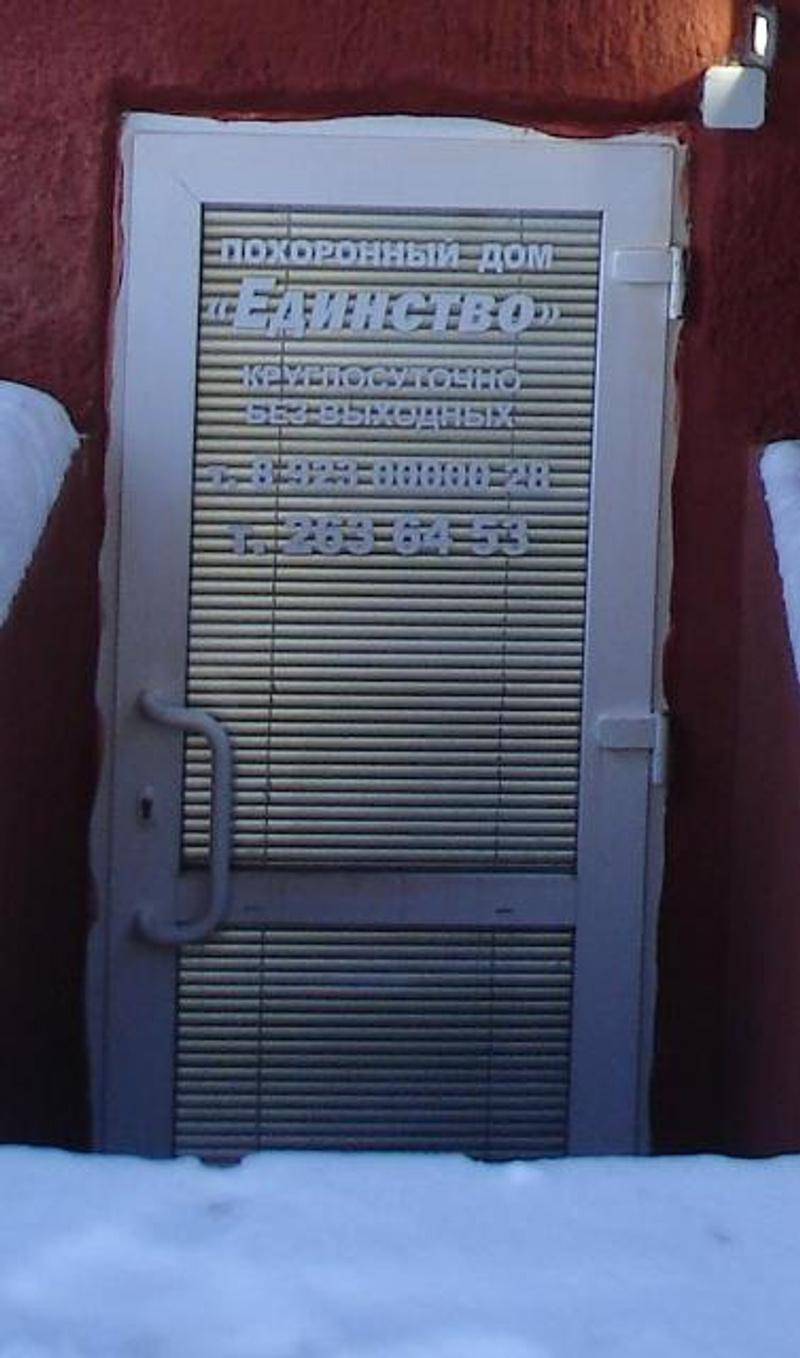 ПОХОРОННЫЙ ДОМ
«Единство»
КРУГЛОСУТОЧНО
БЕЗ ВЫХОДНЫХ
т. 8 923 00000 28
т. 263 64 53